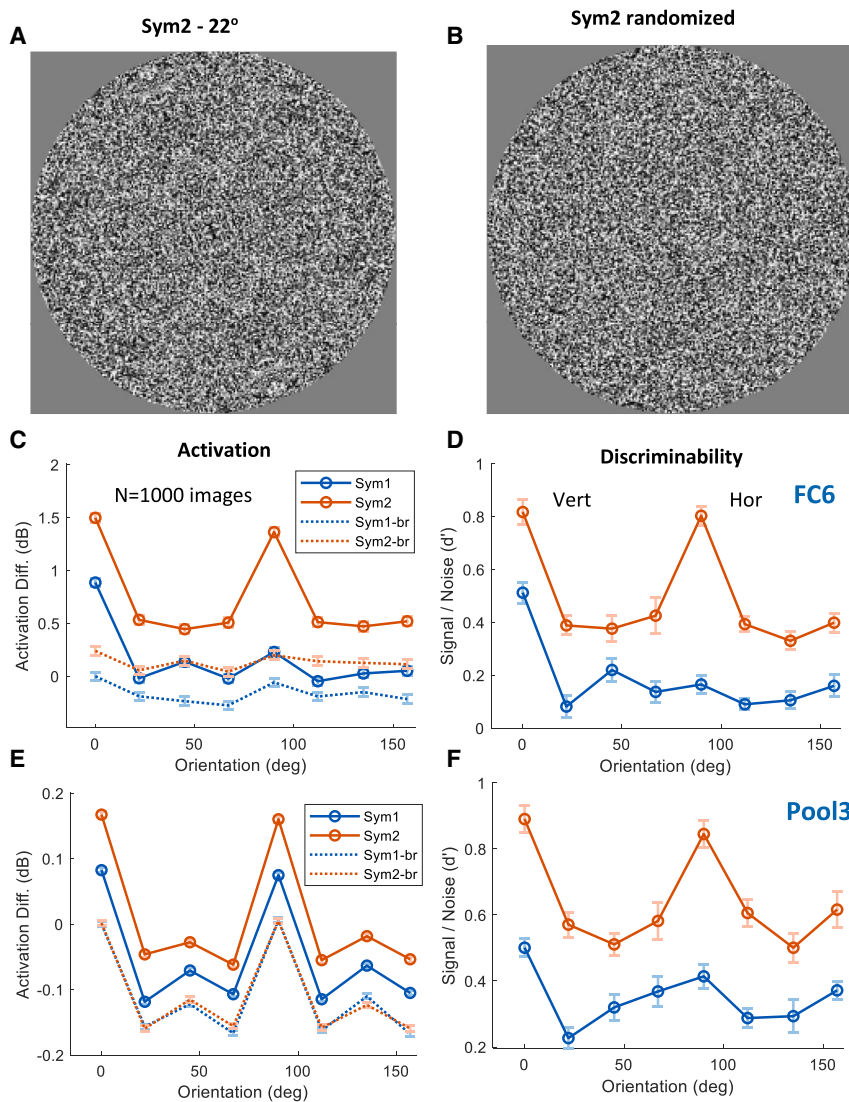 A
Sym2 - 22º
B
Sym2 randomized
C
Activation
N=1000 images
Sym1
Sym2
Sym1-br
Sym2-br
2
1.5
1
0.5
0
Activation Diff. (dB)
0
50
100
150
Orientation (deg)
D
Discriminability
Vert
Hor
FC6
1
0.8
0.6
0.4
0.2
0
Signal / Noise (d')
0
50
100
150
Orientation (deg)
E
Sym1
Sym2
Sym1-br
Sym2-br
0.2
0.1
0
-0.1
-0.2
Activation Diff. (dB)
0
50
100
150
Orientation (deg)
F
Pool3
1
0.8
0.6
0.4
0.2
Signal / Noise (d')
0
50
100
150
Orientation (deg)